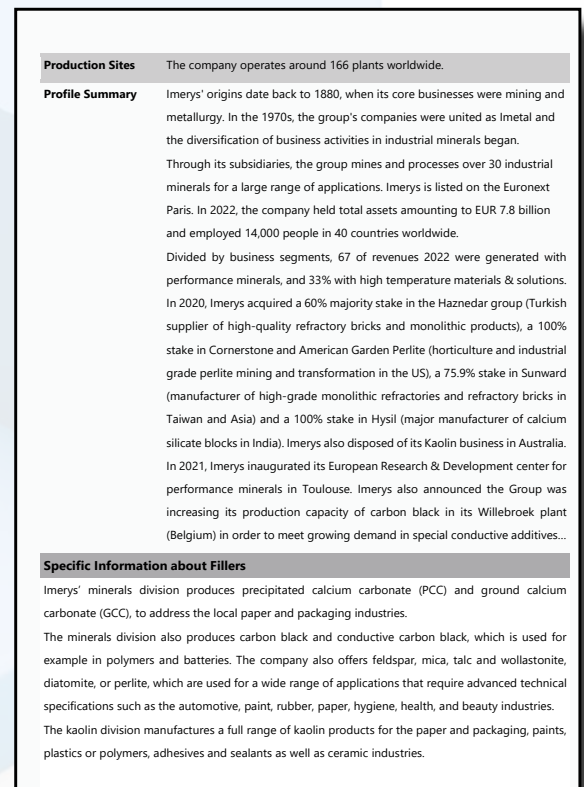 Production Sites The company operates around 166 plants worldwide.
Profile Summary Imerys' origins date back to 1880, when its core businesses were mining and
metallurgy. In the 1970s, the group's companies were united as Imetal and
the diversification of business activities in industrial minerals began.
Through its subsidiaries, the group mines and processes over 30 industrial
minerals for a large range of applications. Imerys is listed on the Euronext
Paris. In 2022, the company held total assets amounting to EUR 7.8 billion
and employed 14,000 people in 40 countries worldwide.
Divided by business segments, 67 of revenues 2022 were generated with
performance minerals, and 33% with high temperature materials & solutions.
In 2020, Imerys acquired a 60% majority stake in the Haznedar group (Turkish
supplier of high-quality refractory bricks and monolithic products), a 100%
stake in Cornerstone and American Garden Perlite (horticulture and industrial
grade perlite mining and transformation in the US), a 75.9% stake in Sunward
(manufacturer of high-grade monolithic refractories and refractory bricks in
Taiwan and Asia) and a 100% stake in Hysil (major manufacturer of calcium
silicate blocks in India). Imerys also disposed of its Kaolin business in Australia.
In 2021, Imerys inaugurated its European Research & Development center for
performance minerals in Toulouse. Imerys also announced the Group was
increasing its production capacity of carbon black in its Willebroek plant
(Belgium) in order to meet growing demand in special conductive additives...
Specific Information about Fillers
Imerys' minerals division produces precipitated calcium carbonate (PCC) and ground calcium
carbonate (GCC), to address the local paper and packaging industries.
The minerals division also produces carbon black and conductive carbon black, which is used for
example in polymers and batteries. The company also offers feldspar, mica, talc and wollastonite,
diatomite, or perlite, which are used for a wide range of applications that require advanced technical
specifications such as the automotive, paint, rubber, paper, hygiene, health, and beauty industries.
The kaolin division manufactures a full range of kaolin products for the paper and packaging, paints,
plastics or polymers, adhesives and sealants as well as ceramic industries.